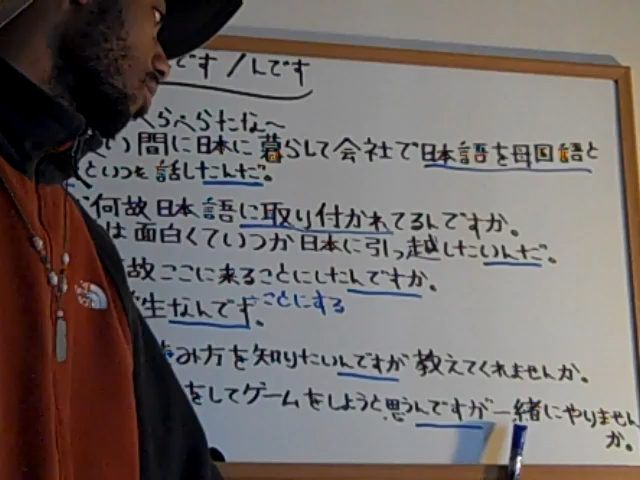 です/んです
ぺらぺらだな〜
い間に日本に暮らして会社で日本語を母国語と
といつも話したんだ。
何故日本語に取り付かれてるんですか。
は面白くていつか日本に引っ越したいんだ。
故ここに来ることにしたんですか。
生なんです。ことにする
み方を知りたいんですが教えてくれませんか。
をしてゲームをしようと思うんですが一緒にやりません
か。
THE NORTH FACE